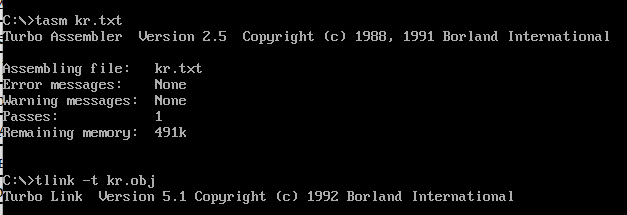 C:\>tasm kr.txt
Turbo Assembler  Version 2.5  Copyright (c) 1988, 1991 Borland International
Assembling file:   kr.txt
Error messages:    None
Warning messages:  None
Passes:            1
Remaining memory:  491k
C:\>tlink -t kr.obj
Turbo Link  Version 5.1 Copyright (c) 1992 Borland International